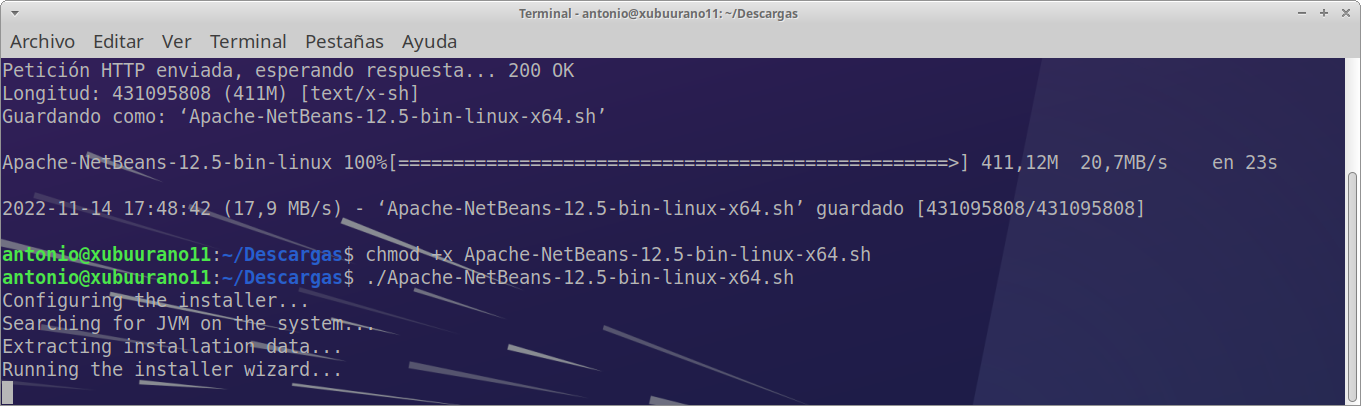 Terminal - antonio@xubuurano11: ~/Descargas
Archivo Editar Ver Terminal Pestañas Ayuda
Petición HTTP enviada, esperando respuesta... 200 OK
Longitud: 431095808 (411M) [text/x-sh]
Guardando como: ‘Apache-NetBeans-12.5-bin-linux-x64.sh’
Apache-NetBeans-12.5-bin-linux 100%[==================================================>] 411,12M  20,7MB/s    en 23s
2022-11-14 17:48:42 (17,9 MB/s) - ‘Apache-NetBeans-12.5-bin-linux-x64.sh’ guardado [431095808/431095808]
antonio@xubuurano11:~/Descargas$ chmod +x Apache-NetBeans-12.5-bin-linux-x64.sh
antonio@xubuurano11:~/Descargas$ ./Apache-NetBeans-12.5-bin-linux-x64.sh
Configuring the installer...
Searching for JVM on the system...
Extracting installation data...
Running the installer wizard...